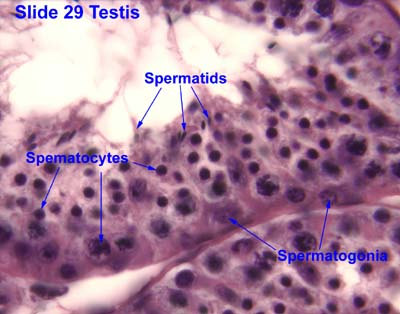 Slide 29 Testis
Spermatids
Spematocytes
Spermatogonia